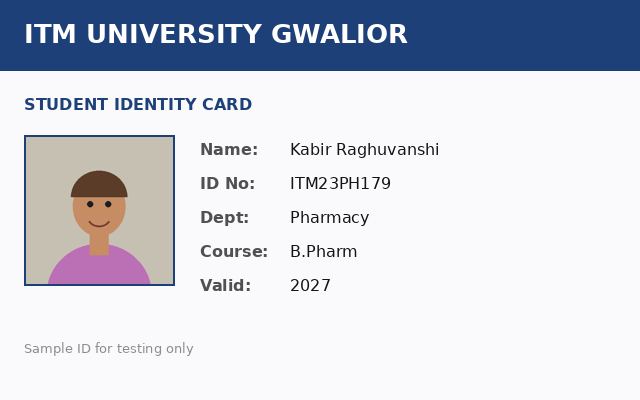 ITM UNIVERSITY GWALIOR
STUDENT IDENTITY CARD
Name: Kabir Raghuvanshi
ID No: ITM23PH179
Dept: Pharmacy
Course: B.Pharm
Valid: 2027
Sample ID for testing only